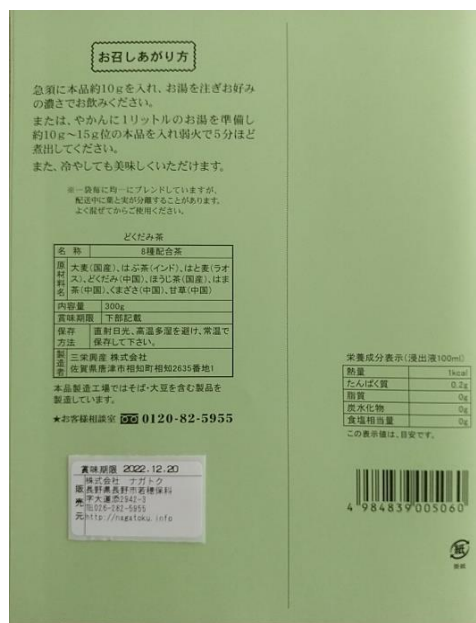 お召しあがり方
急須に本品約10gを入れ、お湯を注ぎお好み
の濃さでお飲みください。
または、やかんに1リットルのお湯を準備し
約10g～15g位の本品を入れ弱火で5分ほど
煮出してください。
また、冷やしても美味しくいただけます。
※一袋毎に均一にブレンドしていますが、
配送中に葉と実が分離することがあります。
よく混ぜてからご使用ください。
どくだみ茶
名 称 8種配合茶
原材料名 大麦(国産)、はぶ茶(インド)、はと麦(ラオ
ス)、どくだみ(中国)、ほうじ茶(国産)、はま
茶(中国)、くまざさ(中国)、甘草(中国)
内容量 300g
賞味期限 下部記載
保存方法 直射日光、高温多湿を避け、常温で
保存して下さい。
製造者 三栄興産 株式会社
佐賀県唐津市相知町相知2635番地1
本品製造工場ではそば・大豆を含む製品を
製造しています。
★お客様相談室 0120-82-5955
賞味期限 2022.12.20
販売元 株式会社 ナガトク
長野県長野市若穂保科
字大道添2942-3
TEL026-282-5955
http://nagatoku.info
栄養成分表示(浸出液100ml)
熱量 1kcal
たんぱく質 0.2g
脂質 0g
炭水化物 0g
食塩相当量 0g
この表示値は、目安です。
4 984839 005060
紙